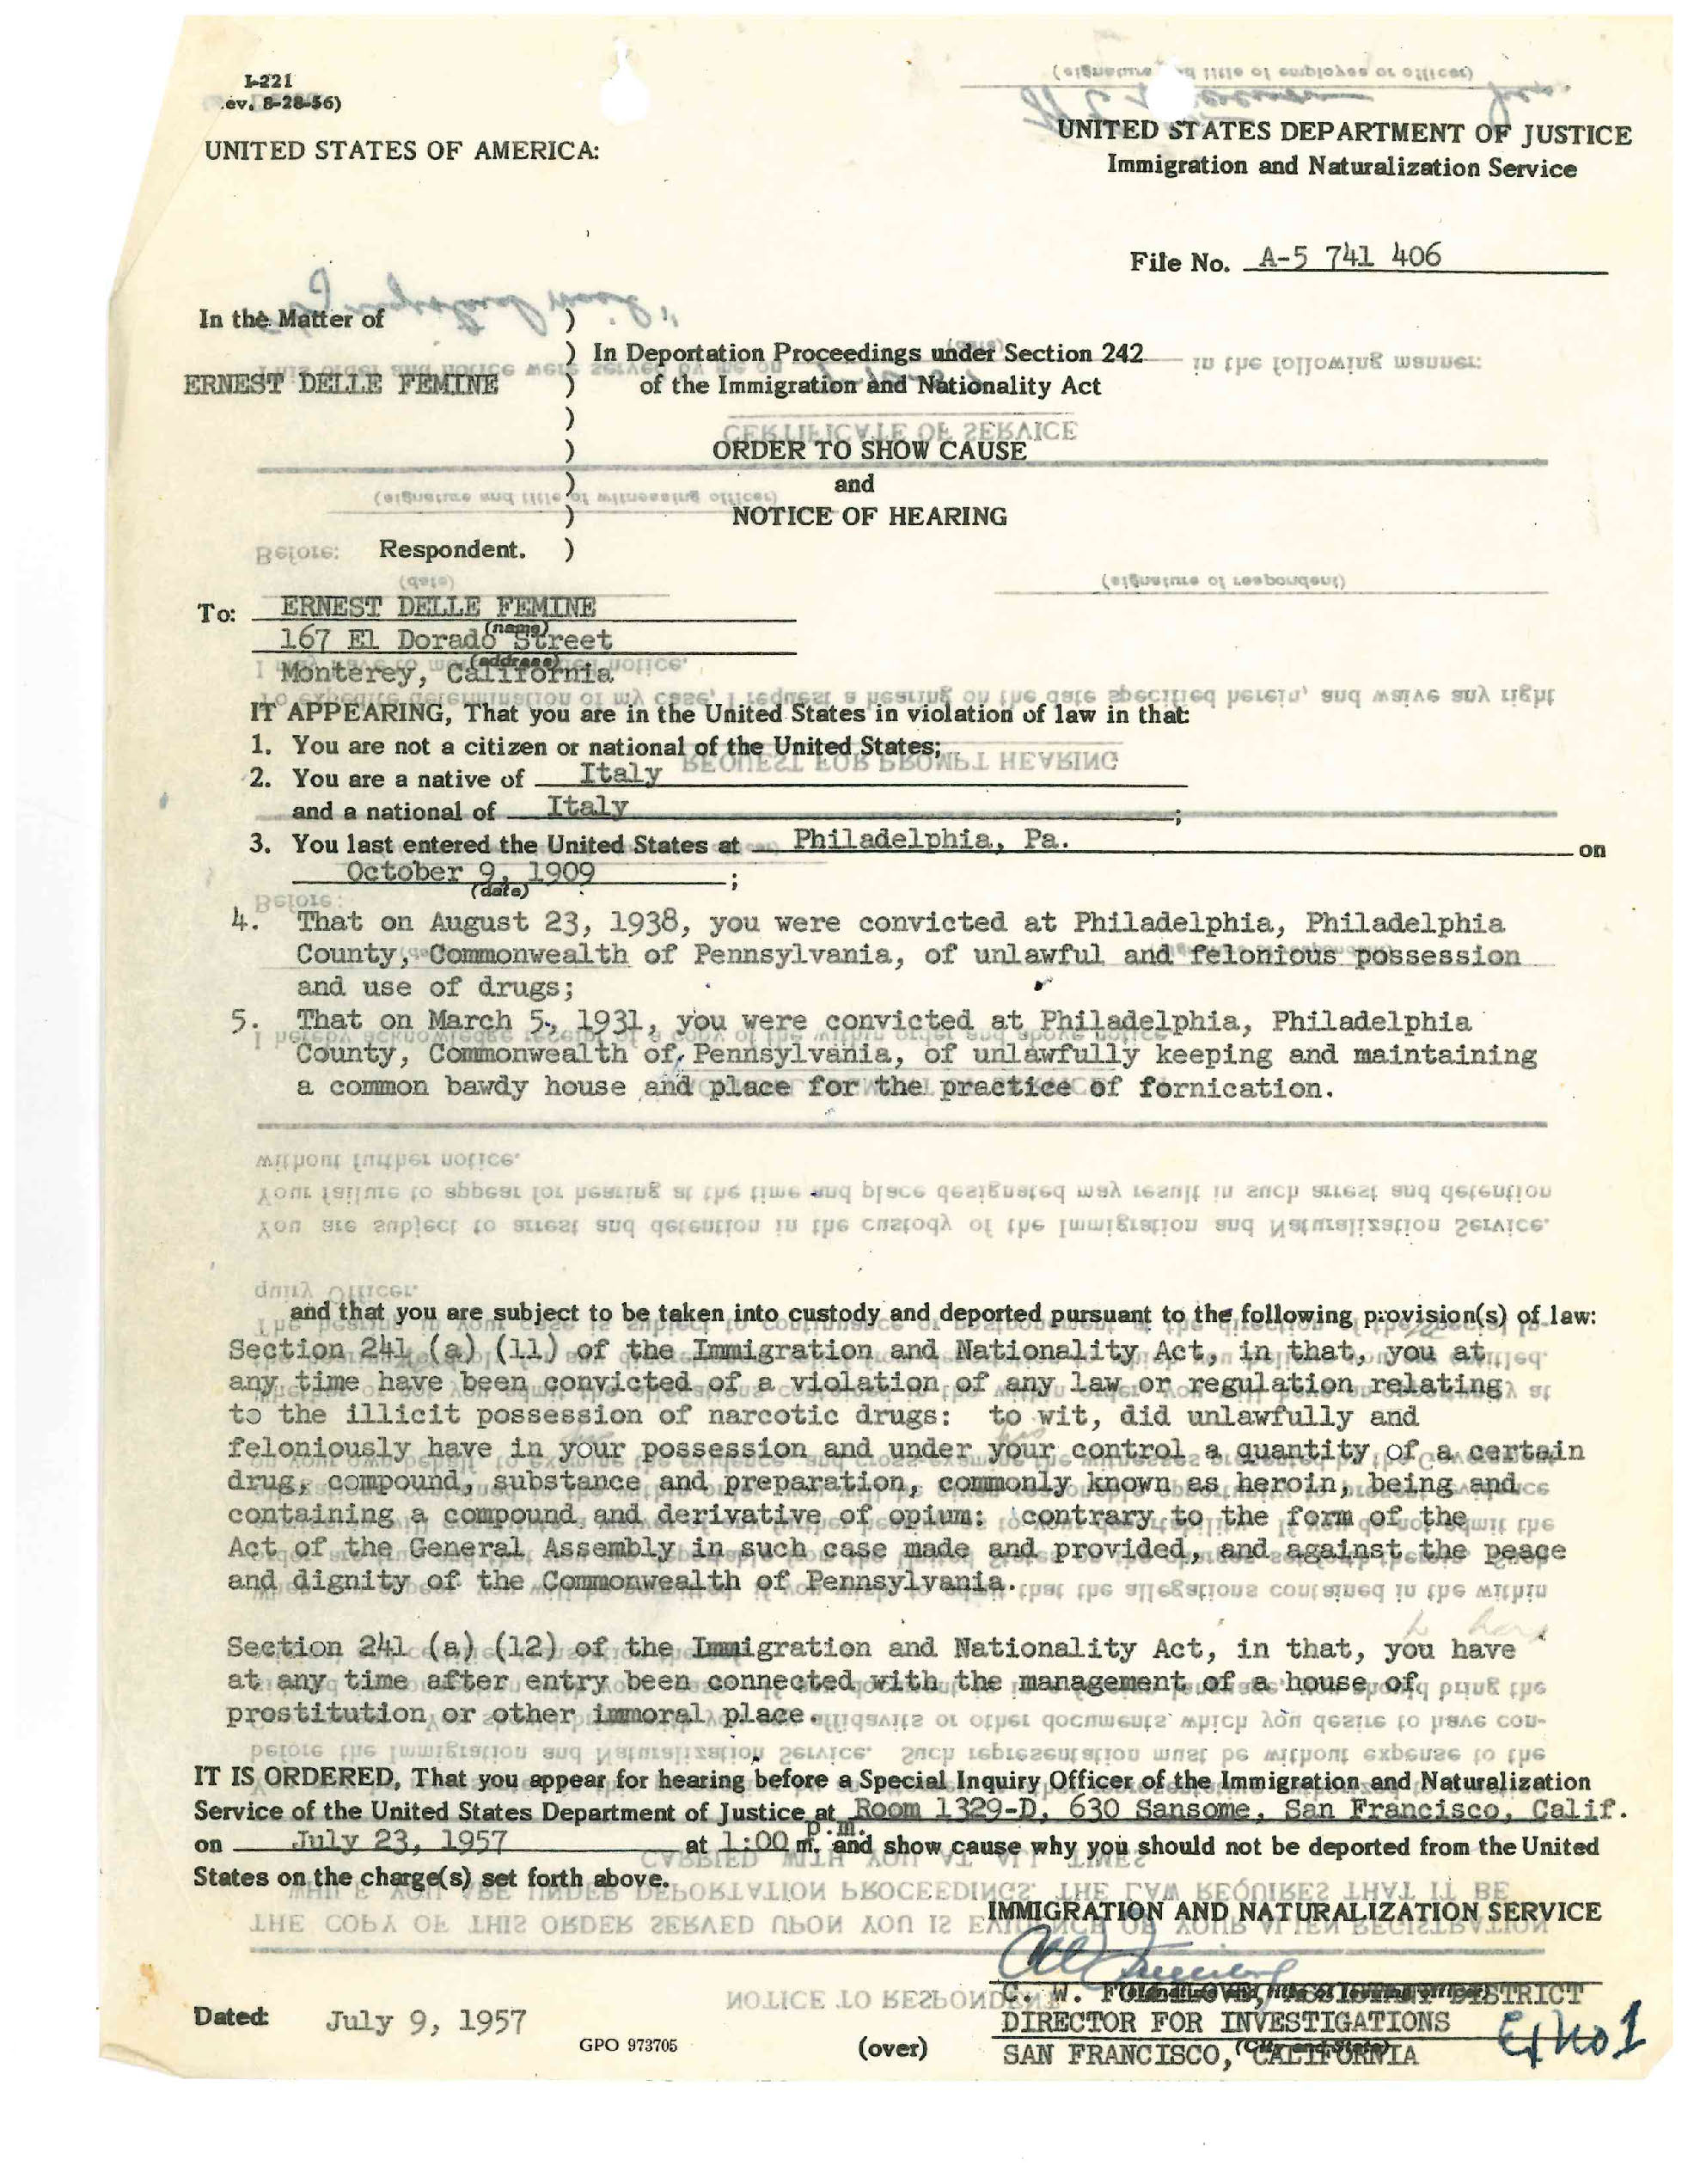 I-221
ev. 8-28-56)
UNITED STATES OF AMERICA:
UNITED STATES DEPARTMENT OF JUSTICE
Immigration and Naturalization Service
File No. A-5 741 406
In the Matter of )
) In Deportation Proceedings under Section 242
ERNEST DELLE FEMINE ) of the Immigration and Nationality Act
)
) ORDER TO SHOW CAUSE
) and
) NOTICE OF HEARING
Respondent. )
To: ERNEST DELLE FEMINE
(name)
167 El Dorado Street
(address)
Monterey, California
IT APPEARING, That you are in the United States in violation of law in that:
1. You are not a citizen or national of the United States;
2. You are a native of Italy
and a national of Italy ;
3. You last entered the United States at Philadelphia, Pa. on
October 9, 1909 ;
(date)
4. That on August 23, 1938, you were convicted at Philadelphia, Philadelphia
County, Commonwealth of Pennsylvania, of unlawful and felonious possession
and use of drugs;
5. That on March 5, 1931, you were convicted at Philadelphia, Philadelphia
County, Commonwealth of Pennsylvania, of unlawfully keeping and maintaining
a common bawdy house and place for the practice of fornication.
and that you are subject to be taken into custody and deported pursuant to the following provision(s) of law:
Section 241 (a) (11) of the Immigration and Nationality Act, in that, you at
any time have been convicted of a violation of any law or regulation relating
to the illicit possession of narcotic drugs: to wit, did unlawfully and
feloniously have in your possession and under your control a quantity of a certain
drug, compound, substance and preparation, commonly known as heroin, being and
containing a compound and derivative of opium: contrary to the form of the
Act of the General Assembly in such case made and provided, and against the peace
and dignity of the Commonwealth of Pennsylvania.
Section 241 (a) (12) of the Immigration and Nationality Act, in that, you have
at any time after entry been connected with the management of a house of
prostitution or other immoral place.
IT IS ORDERED, That you appear for hearing before a Special Inquiry Officer of the Immigration and Naturalization
Service of the United States Department of Justice at Room 1329-D, 630 Sansome, San Francisco, Calif.
on July 23, 1957 at 1:00 p.m. m. and show cause why you should not be deported from the United
States on the charge(s) set forth above.
IMMIGRATION AND NATURALIZATION SERVICE
C. W. ASSISTANT DISTRICT
DIRECTOR FOR INVESTIGATIONS
SAN FRANCISCO, CALIFORNIA
(City and State)
Dated: July 9, 1957
GPO 973705
(over)
Ex No 1